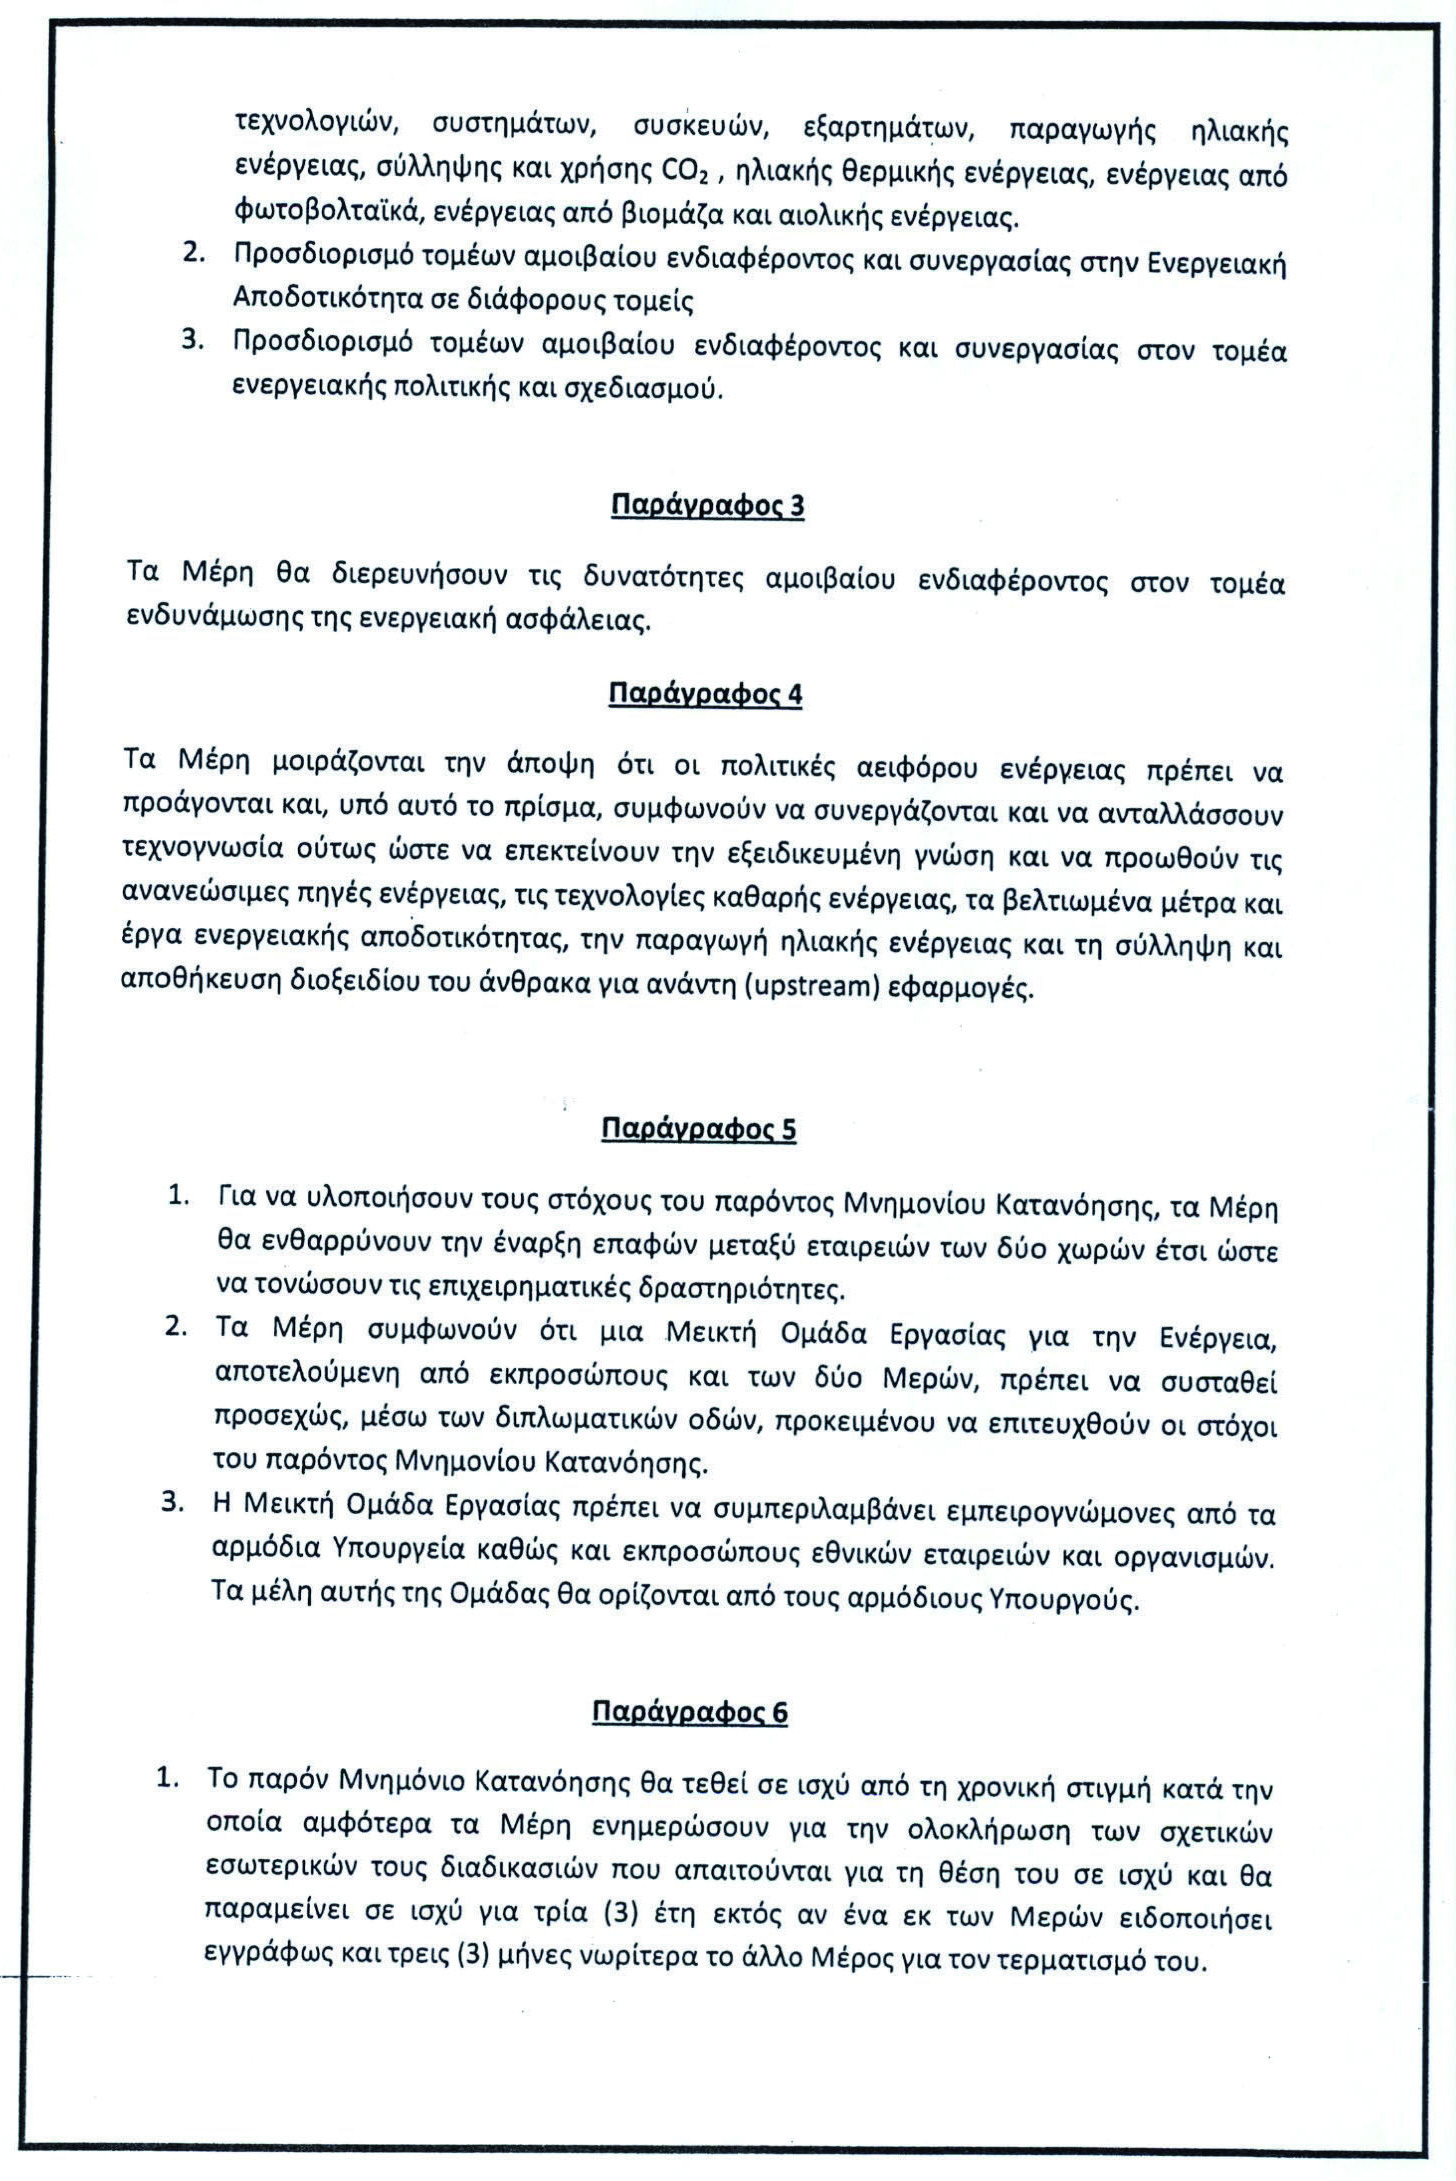 τεχνολογιών, συστημάτων, συσκευών, εξαρτημάτων, παραγωγής ηλιακής
ενέργειας, σύλληψης και χρήσης CO₂ , ηλιακής θερμικής ενέργειας, ενέργειας από
φωτοβολταϊκά, ενέργειας από βιομάζα και αιολικής ενέργειας.
2. Προσδιορισμό τομέων αμοιβαίου ενδιαφέροντος και συνεργασίας στην Ενεργειακή
Αποδοτικότητα σε διάφορους τομείς
3. Προσδιορισμό τομέων αμοιβαίου ενδιαφέροντος και συνεργασίας στον τομέα
ενεργειακής πολιτικής και σχεδιασμού.
Παράγραφος 3
Τα Μέρη θα διερευνήσουν τις δυνατότητες αμοιβαίου ενδιαφέροντος στον τομέα
ενδυνάμωσης της ενεργειακή ασφάλειας.
Παράγραφος 4
Τα Μέρη μοιράζονται την άποψη ότι οι πολιτικές αειφόρου ενέργειας πρέπει να
προάγονται και, υπό αυτό το πρίσμα, συμφωνούν να συνεργάζονται και να ανταλλάσσουν
τεχνογνωσία ούτως ώστε να επεκτείνουν την εξειδικευμένη γνώση και να προωθούν τις
ανανεώσιμες πηγές ενέργειας, τις τεχνολογίες καθαρής ενέργειας, τα βελτιωμένα μέτρα και
έργα ενεργειακής αποδοτικότητας, την παραγωγή ηλιακής ενέργειας και τη σύλληψη και
αποθήκευση διοξειδίου του άνθρακα για ανάντη (upstream) εφαρμογές.
Παράγραφος 5
1. Για να υλοποιήσουν τους στόχους του παρόντος Μνημονίου Κατανόησης, τα Μέρη
θα ενθαρρύνουν την έναρξη επαφών μεταξύ εταιρειών των δύο χωρών έτσι ώστε
να τονώσουν τις επιχειρηματικές δραστηριότητες.
2. Τα Μέρη συμφωνούν ότι μια Μεικτή Ομάδα Εργασίας για την Ενέργεια,
αποτελούμενη από εκπροσώπους και των δύο Μερών, πρέπει να συσταθεί
προσεχώς, μέσω των διπλωματικών οδών, προκειμένου να επιτευχθούν οι στόχοι
του παρόντος Μνημονίου Κατανόησης.
3. Η Μεικτή Ομάδα Εργασίας πρέπει να συμπεριλαμβάνει εμπειρογνώμονες από τα
αρμόδια Υπουργεία καθώς και εκπροσώπους εθνικών εταιρειών και οργανισμών.
Τα μέλη αυτής της Ομάδας θα ορίζονται από τους αρμόδιους Υπουργούς.
Παράγραφος 6
1. Το παρόν Μνημόνιο Κατανόησης θα τεθεί σε ισχύ από τη χρονική στιγμή κατά την
οποία αμφότερα τα Μέρη ενημερώσουν για την ολοκλήρωση των σχετικών
εσωτερικών τους διαδικασιών που απαιτούνται για τη θέση του σε ισχύ και θα
παραμείνει σε ισχύ για τρία (3) έτη εκτός αν ένα εκ των Μερών ειδοποιήσει
εγγράφως και τρεις (3) μήνες νωρίτερα το άλλο Μέρος για τον τερματισμό του.